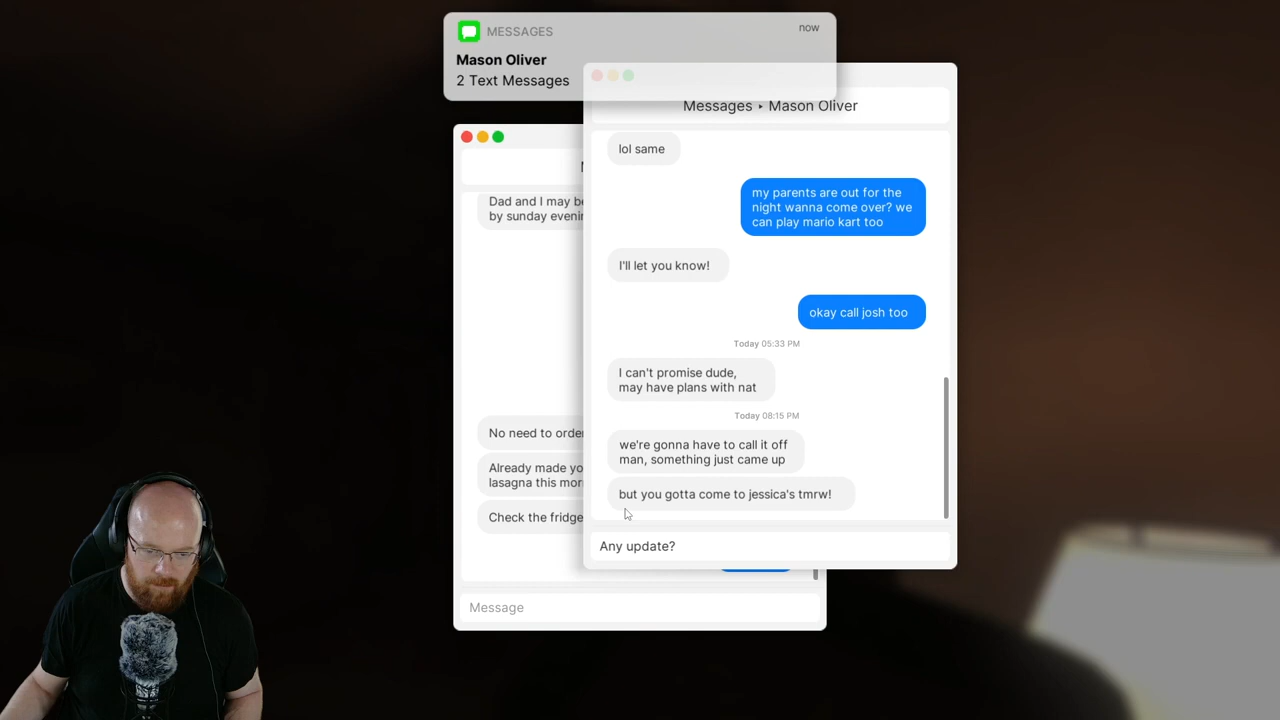 MESSAGES
now
Mason Oliver
2 Text Messages
Messages ▸ Mason Oliver
lol same
my parents are out for the
night wanna come over? we
can play mario kart too
I'll let you know!
okay call josh too
Today 05:33 PM
I can't promise dude,
may have plans with nat
Today 08:15 PM
we're gonna have to call it off
man, something just came up
but you gotta come to jessica's tmrw!
Any update?
Dad and I may be
by sunday
No need to
Already made
lasagna this
Check the fridge
Message